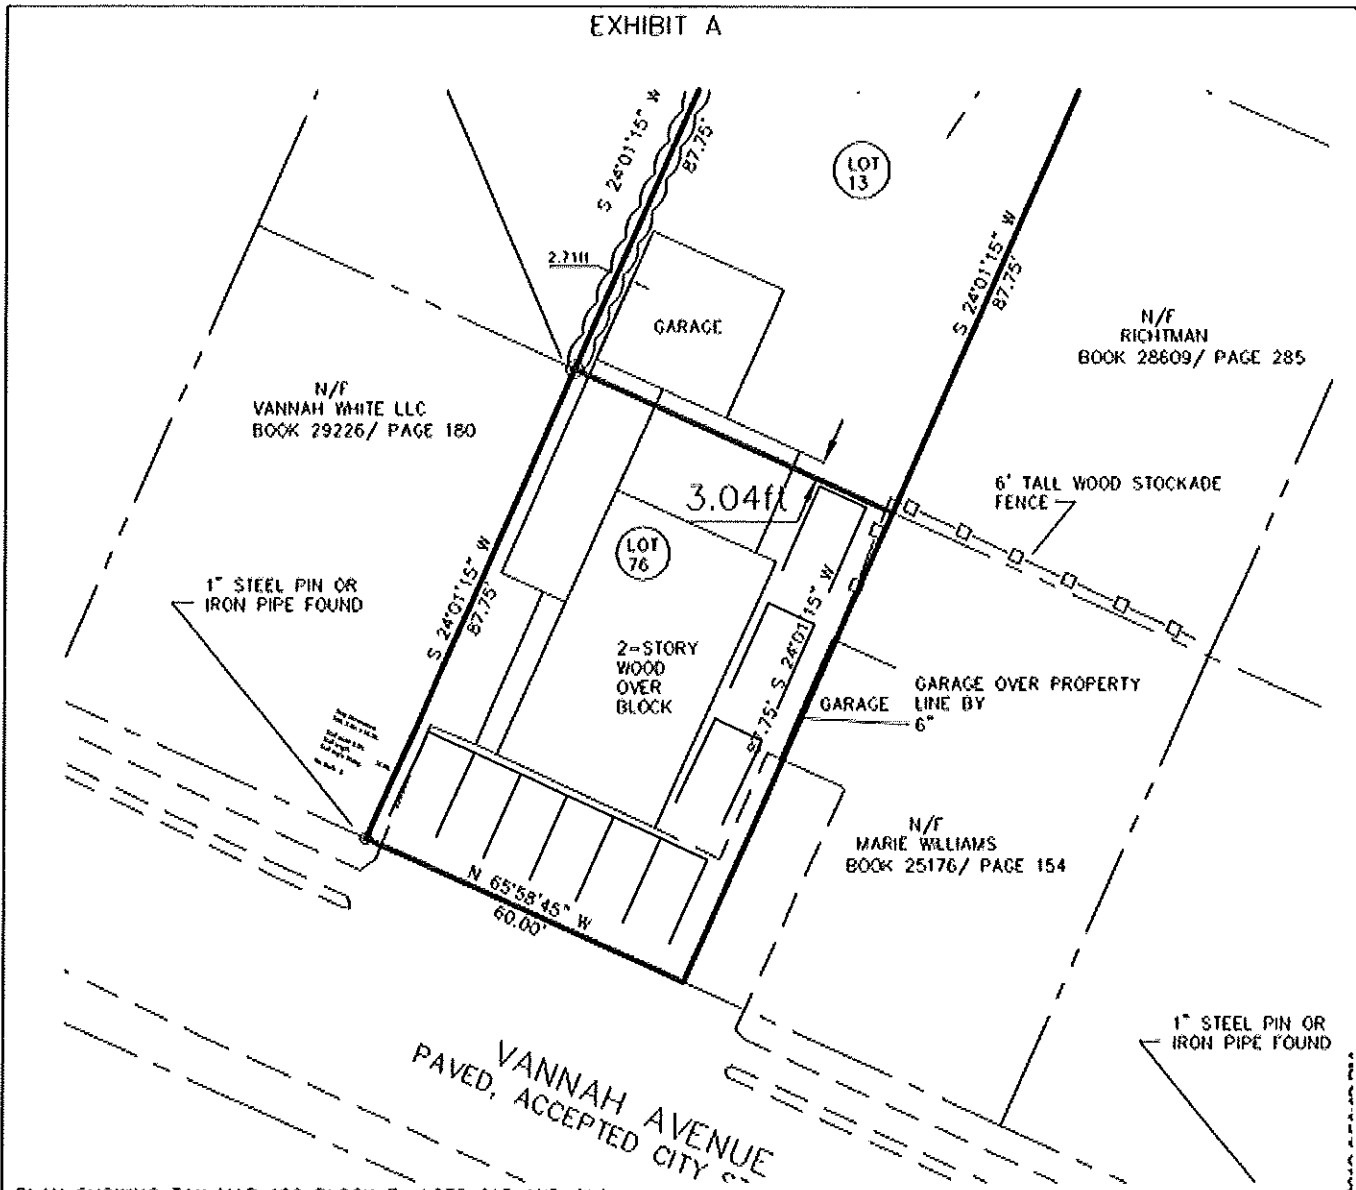 EXHIBIT A
S 24°01'15" W
87.75'
LOT
13
S 24°01'15" W
87.75'
2.71ft
GARAGE
N/F
RICHTMAN
BOOK 28609/ PAGE 285
N/F
VANNAH WHITE LLC
BOOK 29226/ PAGE 180
6' TALL WOOD STOCKADE
FENCE
3.04ft
LOT
76
1" STEEL PIN OR
IRON PIPE FOUND
S 24°01'15" W
87.75'
2-STORY
WOOD
OVER
BLOCK
87.75' S 24°01'15" W
GARAGE
GARAGE OVER PROPERTY
LINE BY
6"
N/F
MARIE WILLIAMS
BOOK 25176/ PAGE 154
N 65°58'45" W
60.00'
1" STEEL PIN OR
IRON PIPE FOUND
VANNAH AVENUE
PAVED, ACCEPTED CITY